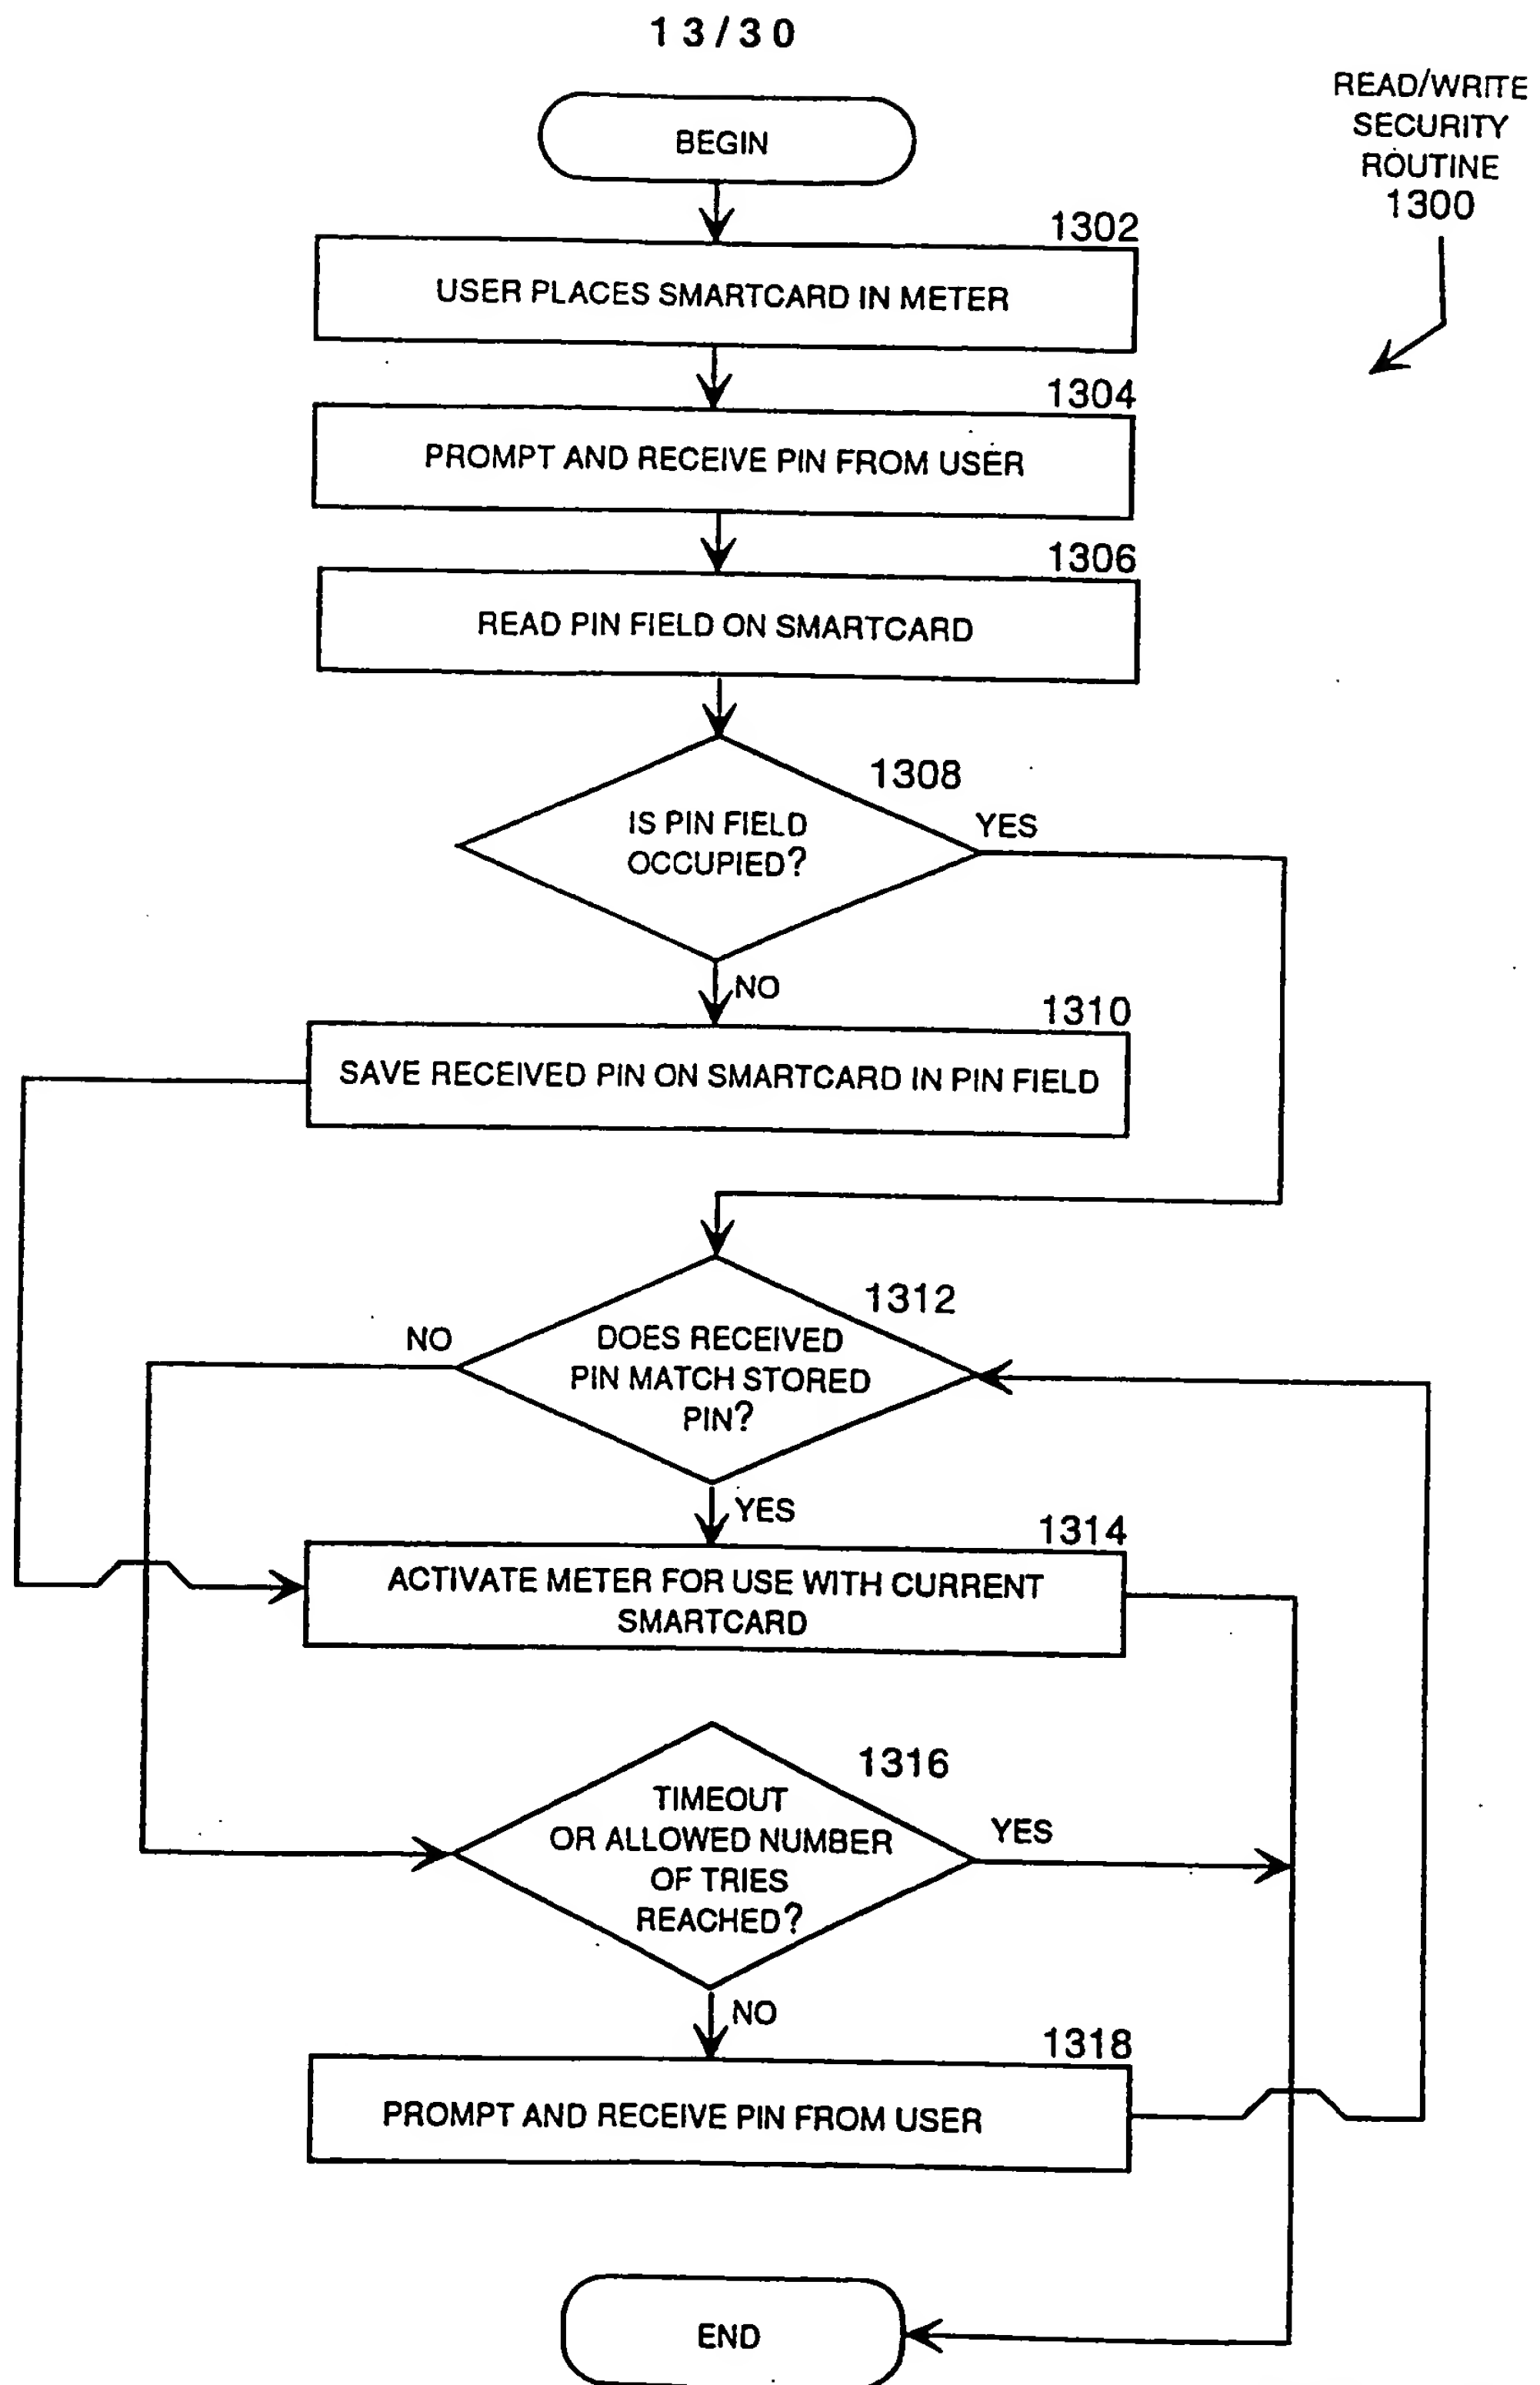 13/30
READ/WRITE
SECURITY
ROUTINE
1300
BEGIN
1302
USER PLACES SMARTCARD IN METER
1304
PROMPT AND RECEIVE PIN FROM USER
1306
READ PIN FIELD ON SMARTCARD
1308
IS PIN FIELD
OCCUPIED?
YES
NO
1310
SAVE RECEIVED PIN ON SMARTCARD IN PIN FIELD
1312
NO
DOES RECEIVED
PIN MATCH STORED
PIN?
YES
1314
ACTIVATE METER FOR USE WITH CURRENT
SMARTCARD
1316
TIMEOUT
OR ALLOWED NUMBER
OF TRIES
REACHED?
YES
NO
1318
PROMPT AND RECEIVE PIN FROM USER
END